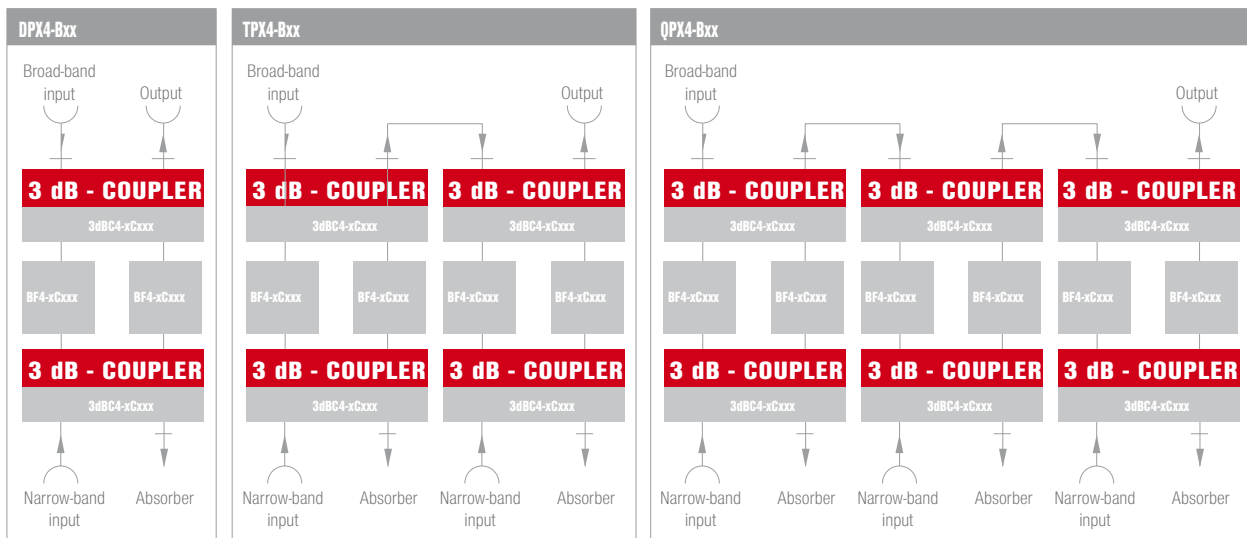 DPX4-Bxx
Broad-band
input
Output
3 dB - COUPLER
3dBC4-xCxxx
BF4-xCxxx
BF4-xCxxx
3 dB - COUPLER
3dBC4-xCxxx
Narrow-band
input
Absorber
TPX4-Bxx
Broad-band
input
Output
3 dB - COUPLER
3 dB - COUPLER
3dBC4-xCxxx
3dBC4-xCxxx
BF4-xCxxx
BF4-xCxxx
BF4-xCxxx
BF4-xCxxx
3 dB - COUPLER
3 dB - COUPLER
3dBC4-xCxxx
3dBC4-xCxxx
Narrow-band
input
Absorber
Narrow-band
input
Absorber
QPX4-Bxx
Broad-band
input
Output
3 dB - COUPLER
3 dB - COUPLER
3 dB - COUPLER
3dBC4-xCxxx
3dBC4-xCxxx
3dBC4-xCxxx
BF4-xCxxx
BF4-xCxxx
BF4-xCxxx
BF4-xCxxx
BF4-xCxxx
BF4-xCxxx
3 dB - COUPLER
3 dB - COUPLER
3 dB - COUPLER
3dBC4-xCxxx
3dBC4-xCxxx
3dBC4-xCxxx
Narrow-band
input
Absorber
Narrow-band
input
Absorber
Narrow-band
input
Absorber